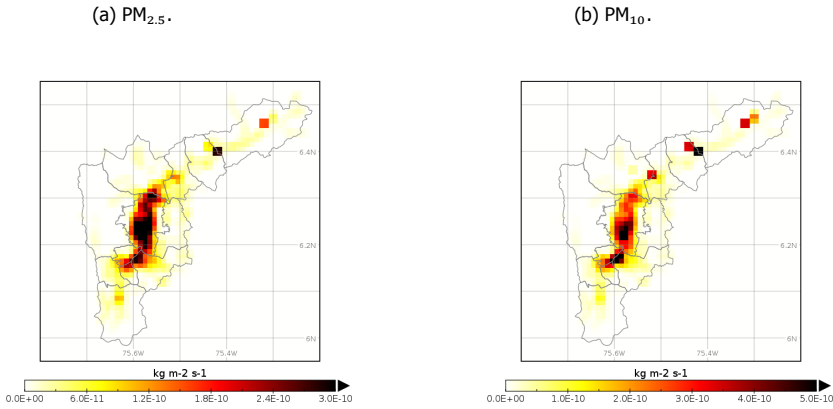 (a) PM₂.₅.
(b) PM₁₀.
6.4N
6.2N
6N
75.6W
75.4W
6.4N
6.2N
6N
75.6W
75.4W
kg m-2 s-1
0.0E+00 6.0E-11 1.2E-10 1.8E-10 2.4E-10 3.0E-10
kg m-2 s-1
0.0E+00 1.0E-10 2.0E-10 3.0E-10 4.0E-10 5.0E-10